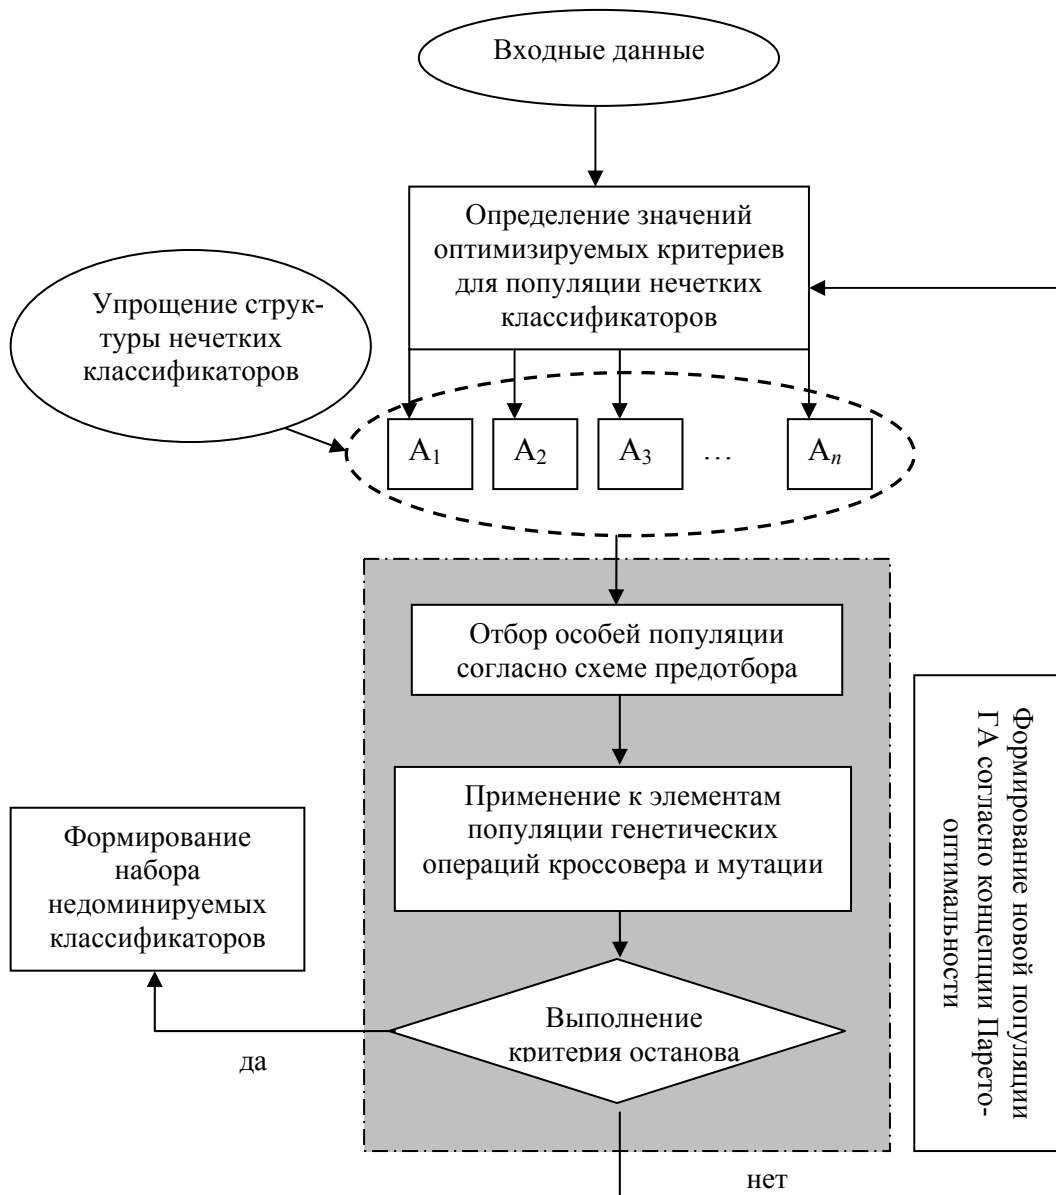 Входные данные
Определение значений
оптимизируемых критериев
для популяции нечетких
классификаторов
Упрощение струк-
туры нечетких
классификаторов
A1
A2
A3
…
An
Отбор особей популяции
согласно схеме предотбора
Применение к элементам
популяции генетических
операций кроссовера и мутации
Формирование новой популяции
ГА согласно концепции Парето-
оптимальности
Формирование
набора
недоминируемых
классификаторов
Выполнение
критерия останова
да
нет